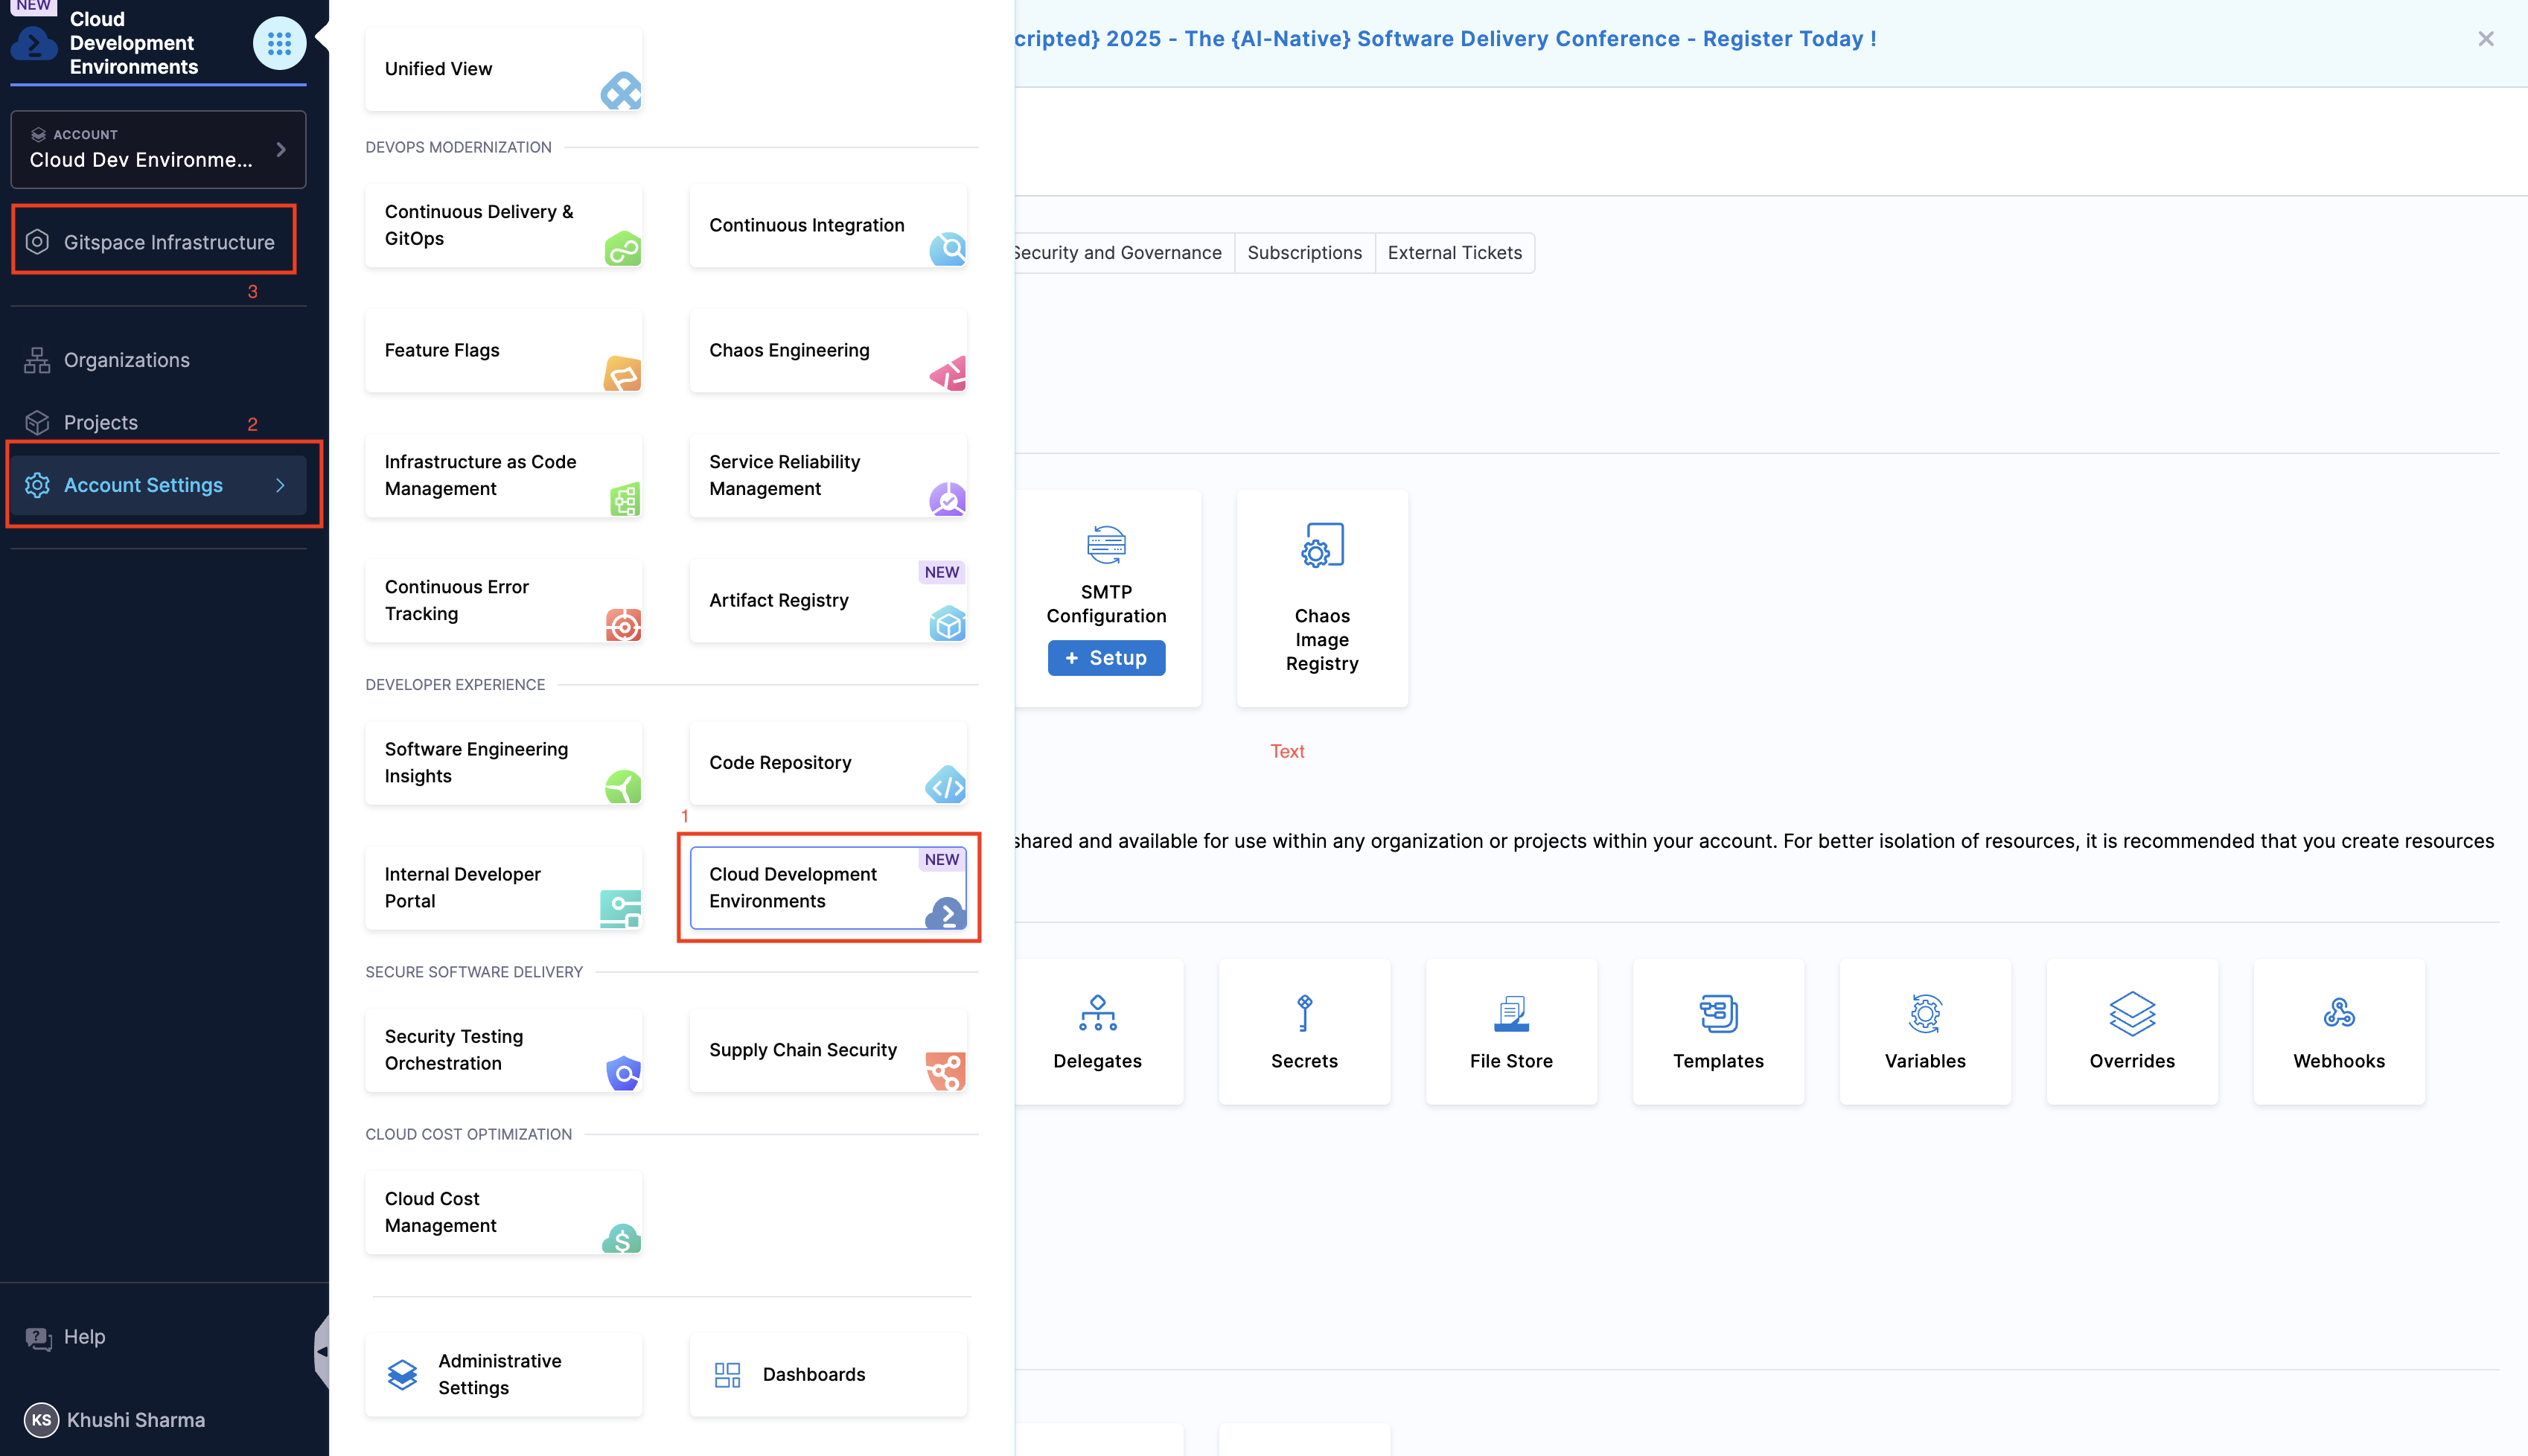 NEW
Cloud
Development
Environments
ACCOUNT
Cloud Dev Environme...
Gitspace Infrastructure
3
Organizations
Projects
2
Account Settings
Help
KS
Khushi Sharma
Unified View
DEVOPS MODERNIZATION
Continuous Delivery &
GitOps
Continuous Integration
Feature Flags
Chaos Engineering
Infrastructure as Code
Management
Service Reliability
Management
Continuous Error
Tracking
NEW
Artifact Registry
DEVELOPER EXPERIENCE
Software Engineering
Insights
Code Repository
1
Internal Developer
Portal
NEW
Cloud Development
Environments
SECURE SOFTWARE DELIVERY
Security Testing
Orchestration
Supply Chain Security
CLOUD COST OPTIMIZATION
Cloud Cost
Management
Administrative
Settings
Dashboards
cripted} 2025 - The {AI-Native} Software Delivery Conference - Register Today !
Security and Governance
Subscriptions
External Tickets
SMTP
Configuration
+ Setup
Chaos
Image
Registry
Text
shared and available for use within any organization or projects within your account. For better isolation of resources, it is recommended that you create resources
Delegates
Secrets
File Store
Templates
Variables
Overrides
Webhooks